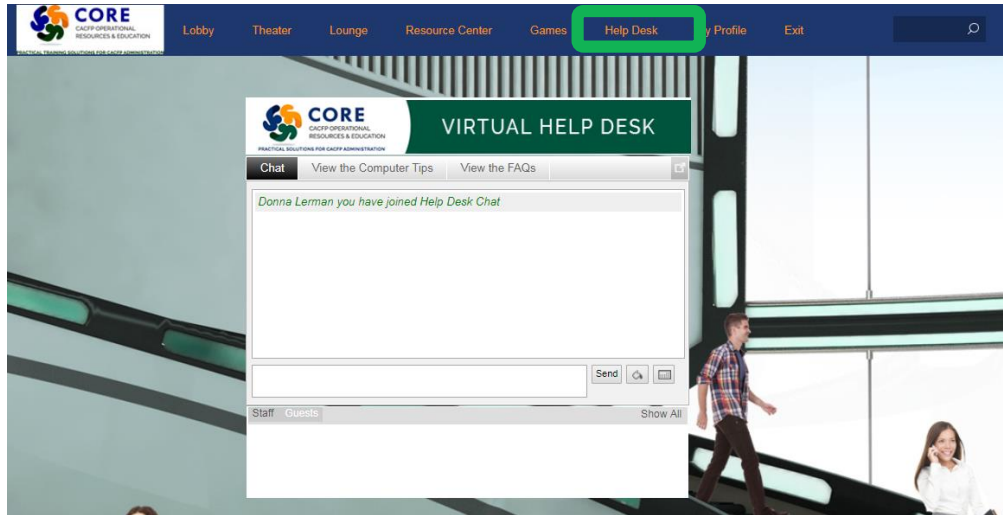 CORE
CACFP OPERATIONAL
RESOURCES & EDUCATION
PRACTICAL TRAINING SOLUTIONS FOR CACFP ADMINISTRATION
Lobby Theater Lounge Resource Center Games Help Desk y Profile Exit
CORE
CACFP OPERATIONAL
RESOURCES & EDUCATION
PRACTICAL SOLUTIONS FOR CACFP ADMINISTRATION
VIRTUAL HELP DESK
Chat View the Computer Tips View the FAQs
Donna Lerman you have joined Help Desk Chat
Send
Staff Guests Show All